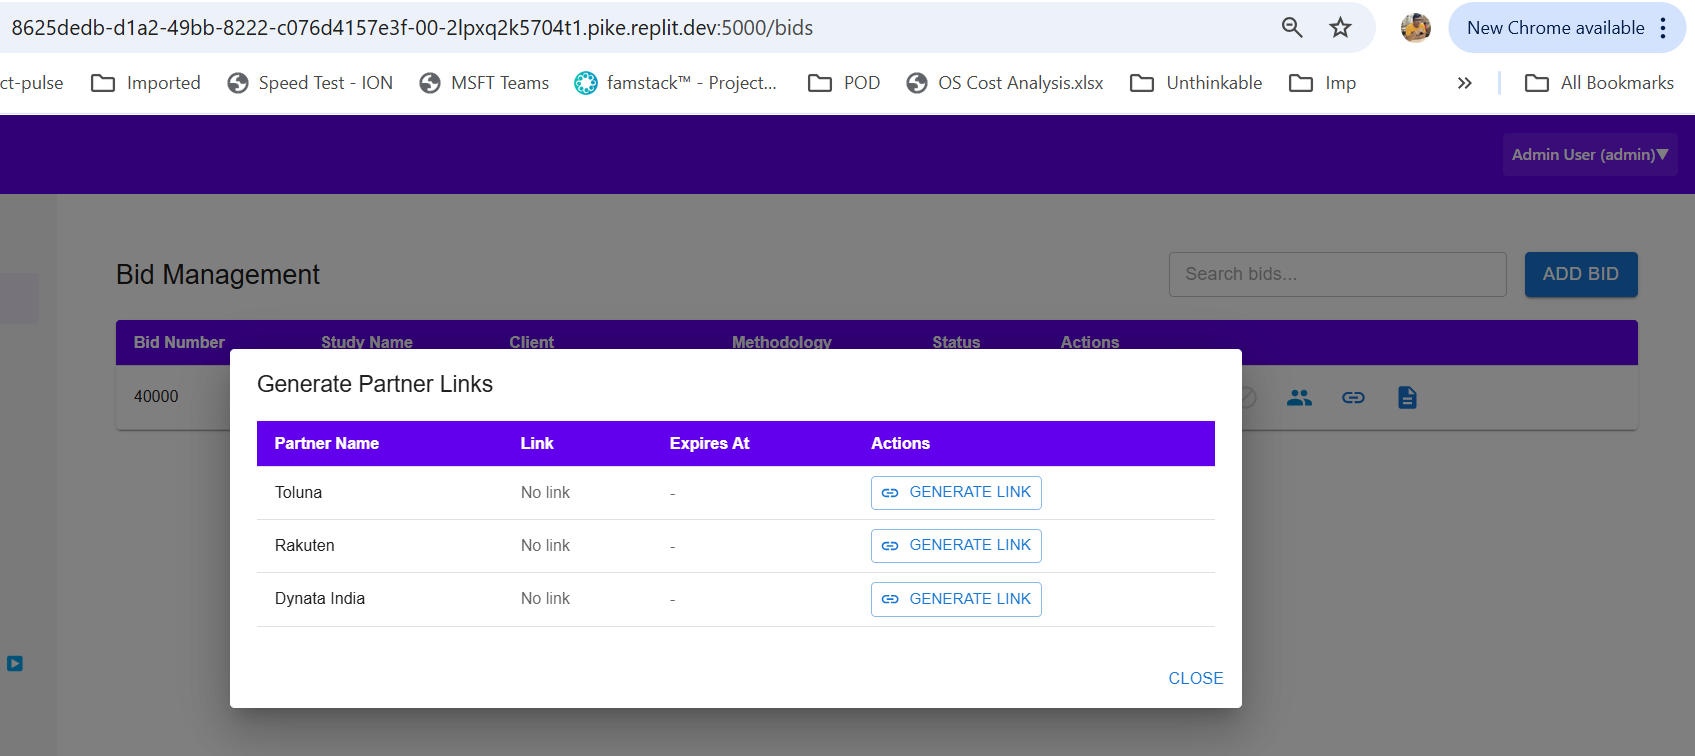 8625dedb-d1a2-49bb-8222-c076d4157e3f-00-2lpxq2k5704t1.pike.replit.dev:5000/bids
New Chrome available
ct-pulse Imported Speed Test - ION MSFT Teams famstack™ - Project... POD OS Cost Analysis.xlsx Unthinkable Imp » All Bookmarks
Admin User (admin)▼
Bid Management
Search bids...
ADD BID
Bid Number Study Name Client Methodology Status Actions
40000
Generate Partner Links
Partner Name Link Expires At Actions
Toluna No link - GENERATE LINK
Rakuten No link - GENERATE LINK
Dynata India No link - GENERATE LINK
CLOSE